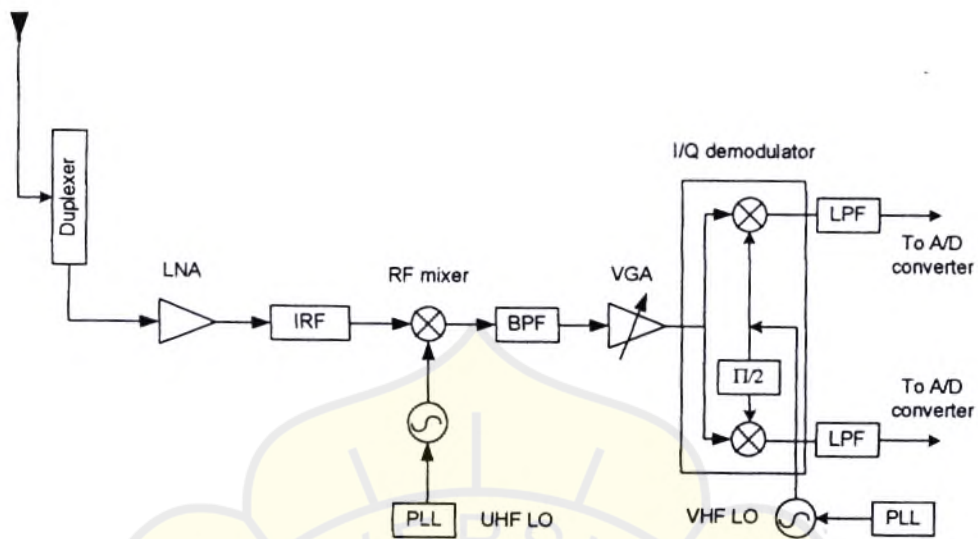 I/Q demodulator
Duplexer
LPF
To A/D
converter
LNA
RF mixer
VGA
IRF
BPF
Π/2
To A/D
converter
LPF
PLL
UHF LO
VHF LO
PLL